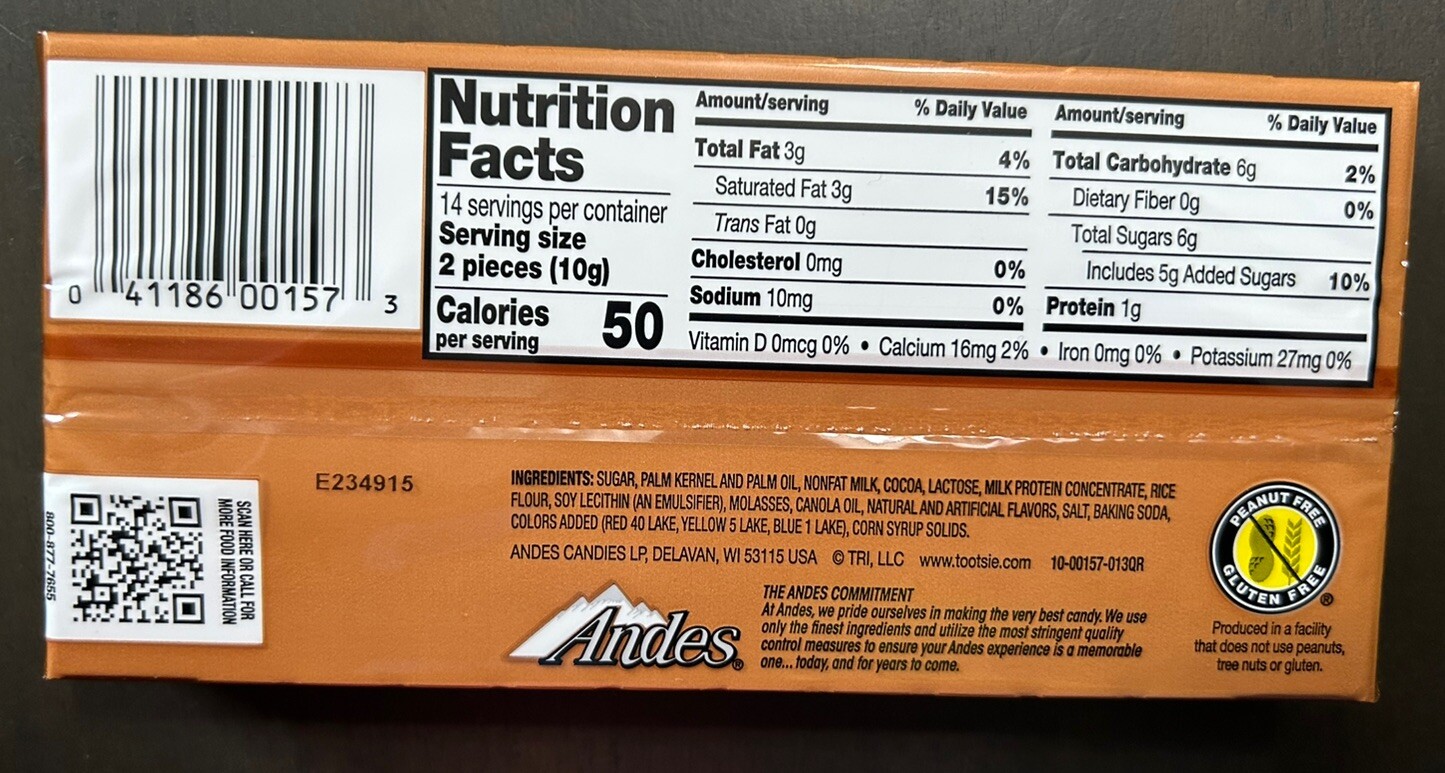 0 41186 00157 3
Nutrition
Facts
14 servings per container
Serving size
2 pieces (10g)
Calories
per serving
50
Amount/serving % Daily Value
Total Fat 3g 4%
Saturated Fat 3g 15%
Trans Fat 0g
Cholesterol 0mg 0%
Sodium 10mg 0%
Amount/serving % Daily Value
Total Carbohydrate 6g 2%
Dietary Fiber 0g 0%
Total Sugars 6g
Includes 5g Added Sugars 10%
Protein 1g
Vitamin D 0mcg 0% • Calcium 16mg 2% • Iron 0mg 0% • Potassium 27mg 0%
SCAN HERE OR CALL FOR
MORE FOOD INFORMATION
800-877-7655
E234915
INGREDIENTS: SUGAR, PALM KERNEL AND PALM OIL, NONFAT MILK, COCOA, LACTOSE, MILK PROTEIN CONCENTRATE, RICE
FLOUR, SOY LECITHIN (AN EMULSIFIER), MOLASSES, CANOLA OIL, NATURAL AND ARTIFICIAL FLAVORS, SALT, BAKING SODA,
COLORS ADDED (RED 40 LAKE, YELLOW 5 LAKE, BLUE 1 LAKE), CORN SYRUP SOLIDS.
ANDES CANDIES LP, DELAVAN, WI 53115 USA © TRI, LLC www.tootsie.com 10-00157-013QR
Andes®
THE ANDES COMMITMENT
At Andes, we pride ourselves in making the very best candy. We use
only the finest ingredients and utilize the most stringent quality
control measures to ensure your Andes experience is a memorable
one... today, and for years to come.
PEANUT FREE
GLUTEN FREE
®
Produced in a facility
that does not use peanuts,
tree nuts or gluten.